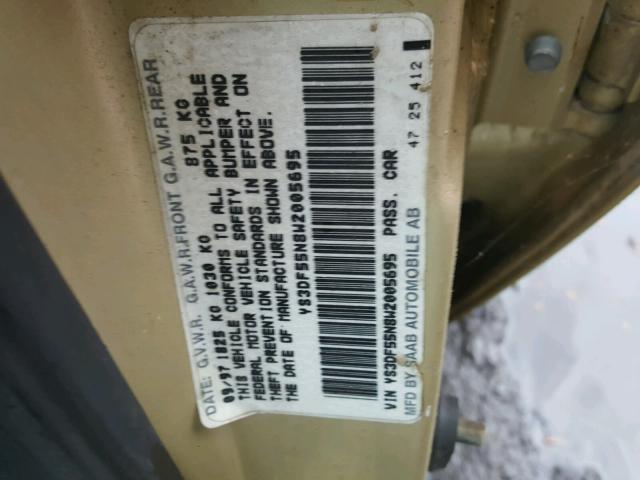 DATE: G.V.W.R. G.A.W.R.FRONT G.A.W.R.REAR
09/97 1825 KG 1030 KG 875 KG
THIS VEHICLE CONFORMS TO ALL APPLICABLE
FEDERAL MOTOR VEHICLE SAFETY BUMPER AND
THEFT PREVENTION STANDARDS IN EFFECT ON
THE DATE OF MANUFACTURE SHOWN ABOVE.
YS3DF55N8W2005695
VIN YS3DF55N8W2005695 PASS. CAR
47 25 412
MFD BY SAAB AUTOMOBILE AB